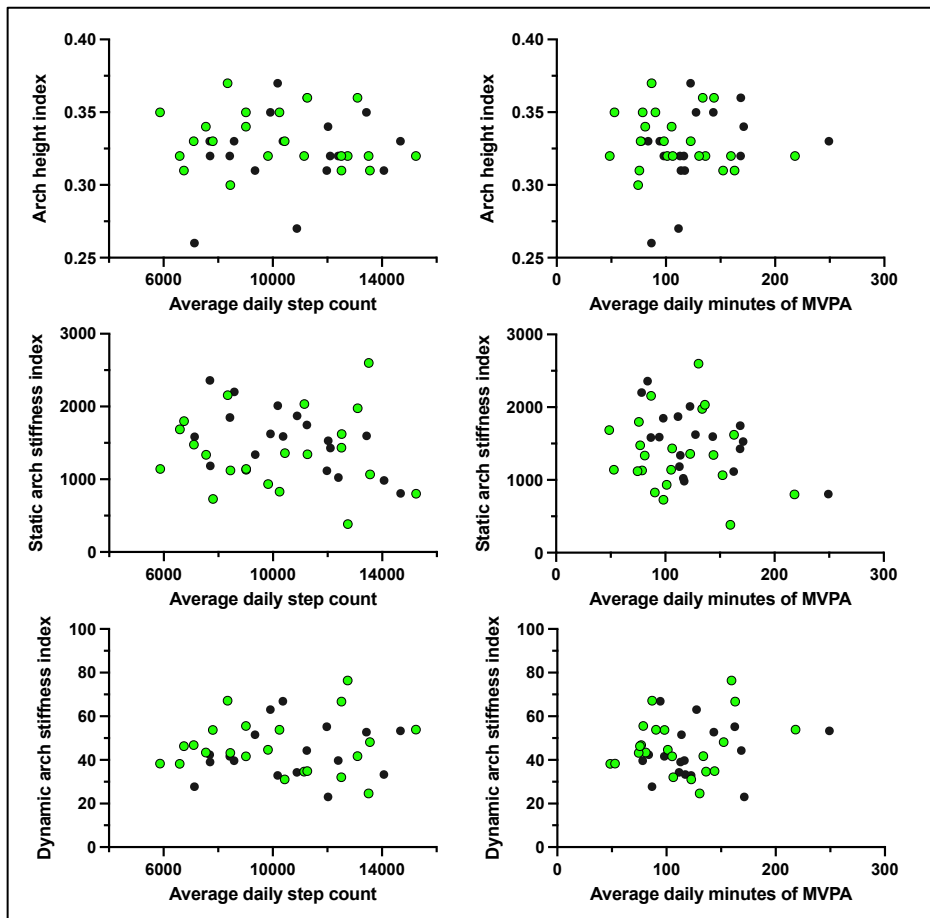 0.40
0.35
0.30
0.25
Arch height index
6000 10000 14000
Average daily step count
0.40
0.35
0.30
0.25
Arch height index
0 100 200 300
Average daily minutes of MVPA
3000
2000
1000
0
Static arch stiffness index
6000 10000 14000
Average daily step count
3000
2000
1000
0
Static arch stiffness index
0 100 200 300
Average daily minutes of MVPA
100
80
60
40
20
0
Dynamic arch stiffness index
6000 10000 14000
Average daily step count
100
80
60
40
20
0
Dynamic arch stiffness index
0 100 200 300
Average daily minutes of MVPA